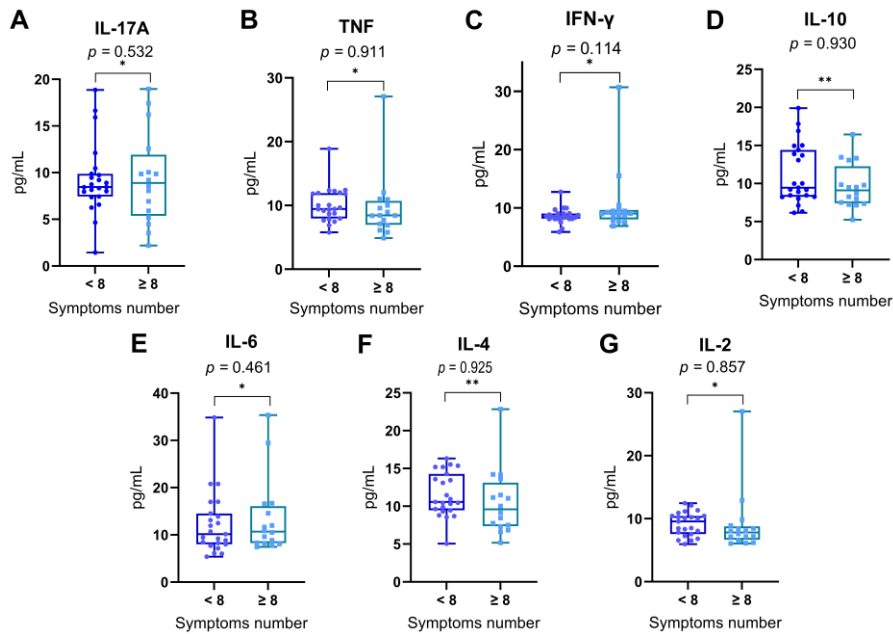 A
IL-17A
p = 0.532
*
pg/mL
20
15
10
5
0
< 8
≥ 8
Symptoms number
B
TNF
p = 0.911
*
pg/mL
30
20
10
0
< 8
≥ 8
Symptoms number
C
IFN-γ
p = 0.114
*
pg/mL
30
20
10
0
< 8
≥ 8
Symptoms number
D
IL-10
p = 0.930
**
pg/mL
25
20
15
10
5
0
< 8
≥ 8
Symptoms number
E
IL-6
p = 0.461
*
pg/mL
40
30
20
10
0
< 8
≥ 8
Symptoms number
F
IL-4
p = 0.925
**
pg/mL
25
20
15
10
5
0
< 8
≥ 8
Symptoms number
G
IL-2
p = 0.857
*
pg/mL
30
20
10
0
< 8
≥ 8
Symptoms number